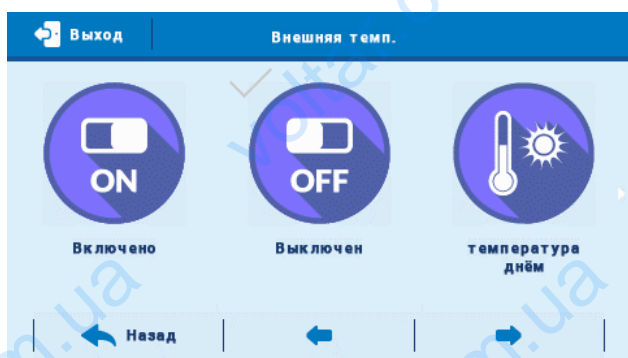 Выход
Внешняя темп.
ON
OFF
Включено
Выключен
температура
днём
Назад